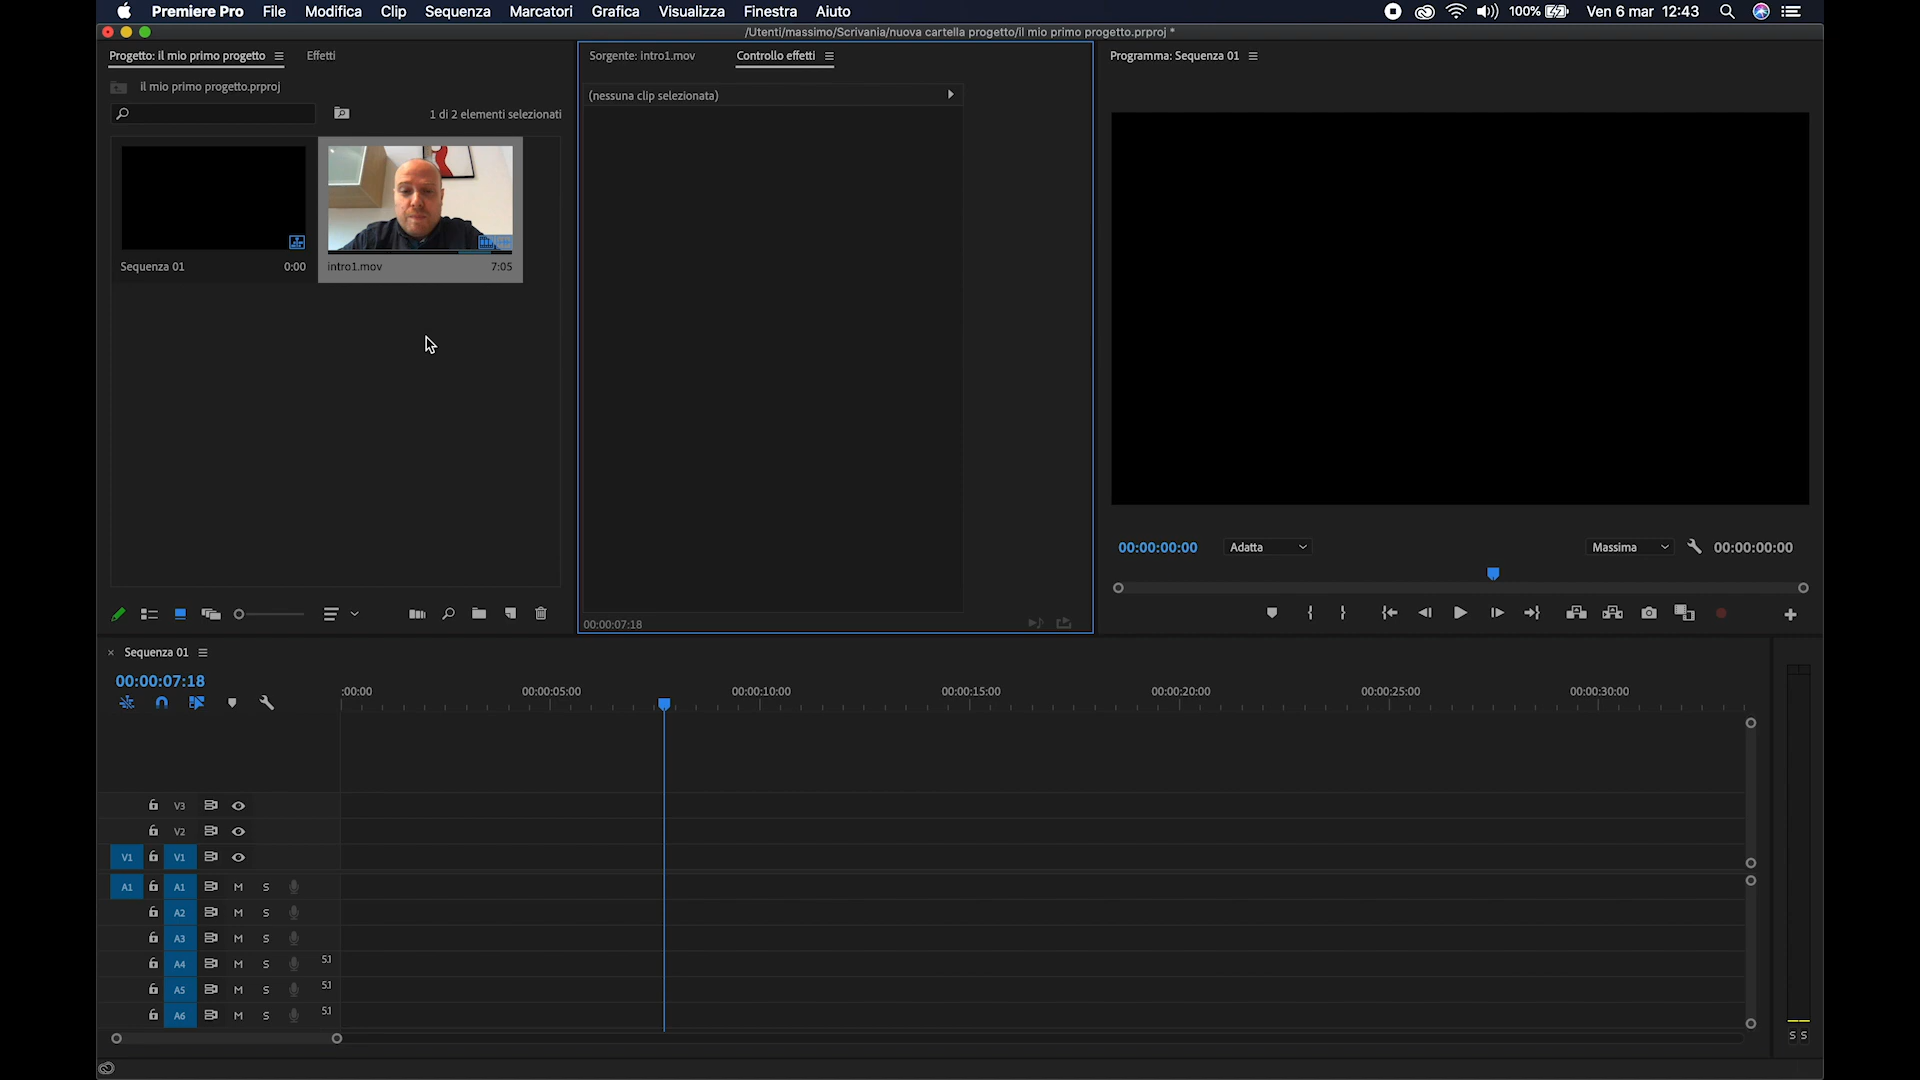 Premiere Pro File Modifica Clip Sequenza Marcatori Grafica Visualizza Finestra Aiuto 100% Ven 6 mar 12:43
/Utenti/massimo/Scrivania/nuova cartella progetto/il mio primo progetto.prproj *
Progetto: il mio primo progetto Effetti
il mio primo progetto.prproj
1 di 2 elementi selezionati
Sequenza 01 0:00
intro1.mov 7:05
Sorgente: intro1.mov Controllo effetti
(nessuna clip selezionata)
00:00:07:18
Programma: Sequenza 01
00:00:00:00 Adatta Massima 00:00:00:00
× Sequenza 01
00:00:07:18
:00:00 00:00:05:00 00:00:10:00 00:00:15:00 00:00:20:00 00:00:25:00 00:00:30:00
V3
V2
V1 V1
A1 A1 M S
A2 M S
A3 M S
A4 M S 5.1
A5 M S 5.1
A6 M S 5.1
S S